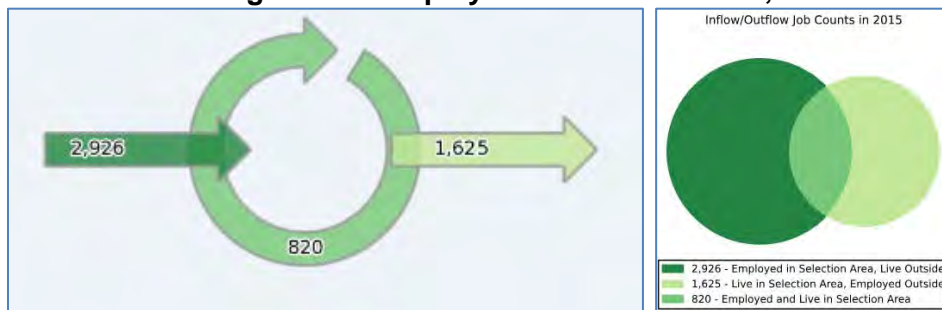 2,926
1,625
820
Inflow/Outflow Job Counts in 2015
2,926 - Employed in Selection Area, Live Outside
1,625 - Live in Selection Area, Employed Outside
820 - Employed and Live in Selection Area